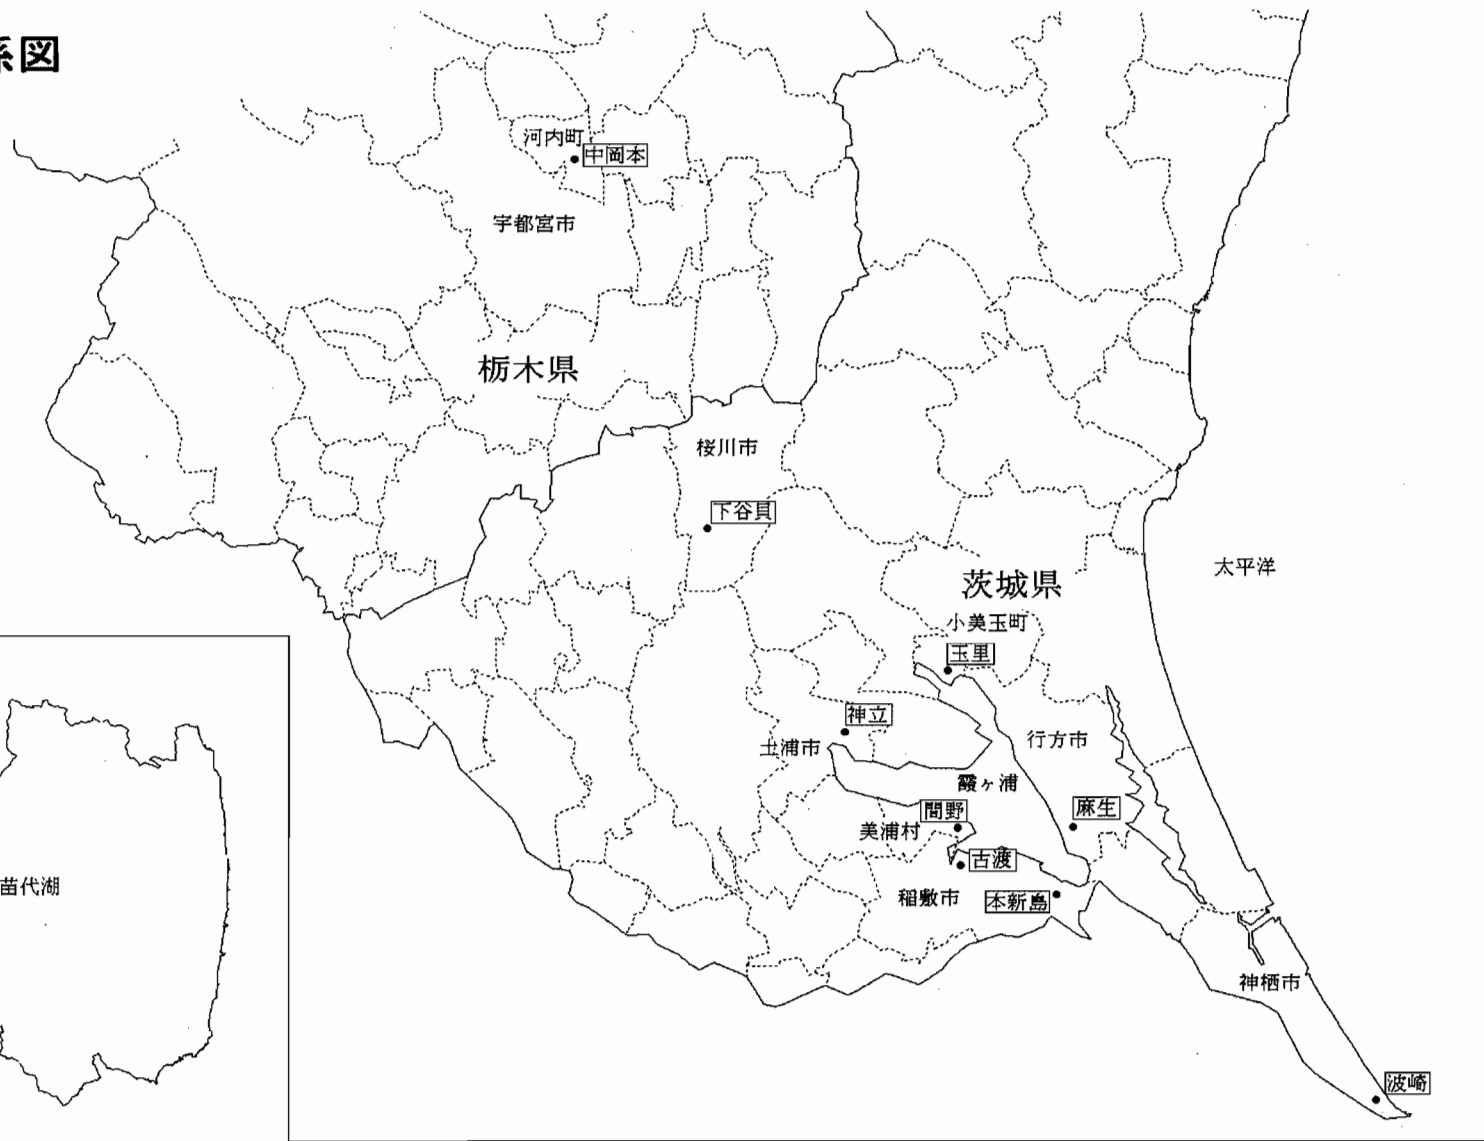 系図
河内町
中岡本
宇都宮市
栃木県
桜川市
下谷貝
太平洋
茨城県
小美玉町
玉里
神立
土浦市
行方市
霞ヶ浦
間野
麻生
美浦村
古渡
苗代湖
稲敷市
本新島
神栖市
波崎